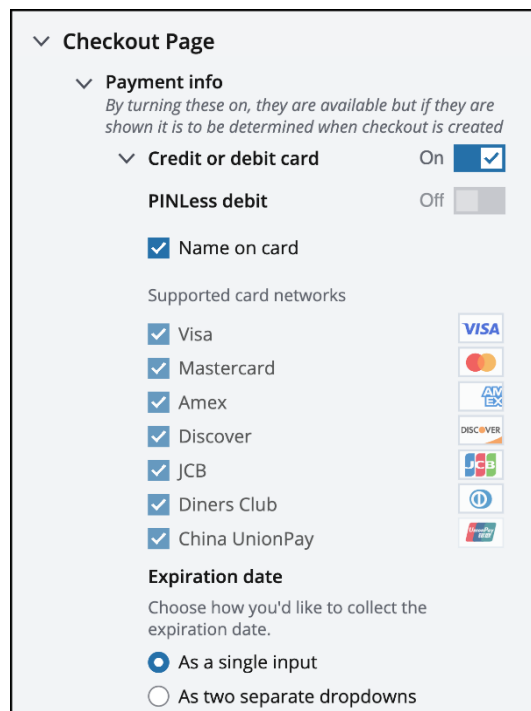 Checkout Page
Payment info
By turning these on, they are available but if they are
shown it is to be determined when checkout is created
Credit or debit card On
PINLess debit Off
Name on card
Supported card networks
Visa VISA
Mastercard
Amex AM EX
Discover DISCOVER
JCB JCB
Diners Club
China UnionPay UnionPay
Expiration date
Choose how you'd like to collect the
expiration date.
As a single input
As two separate dropdowns